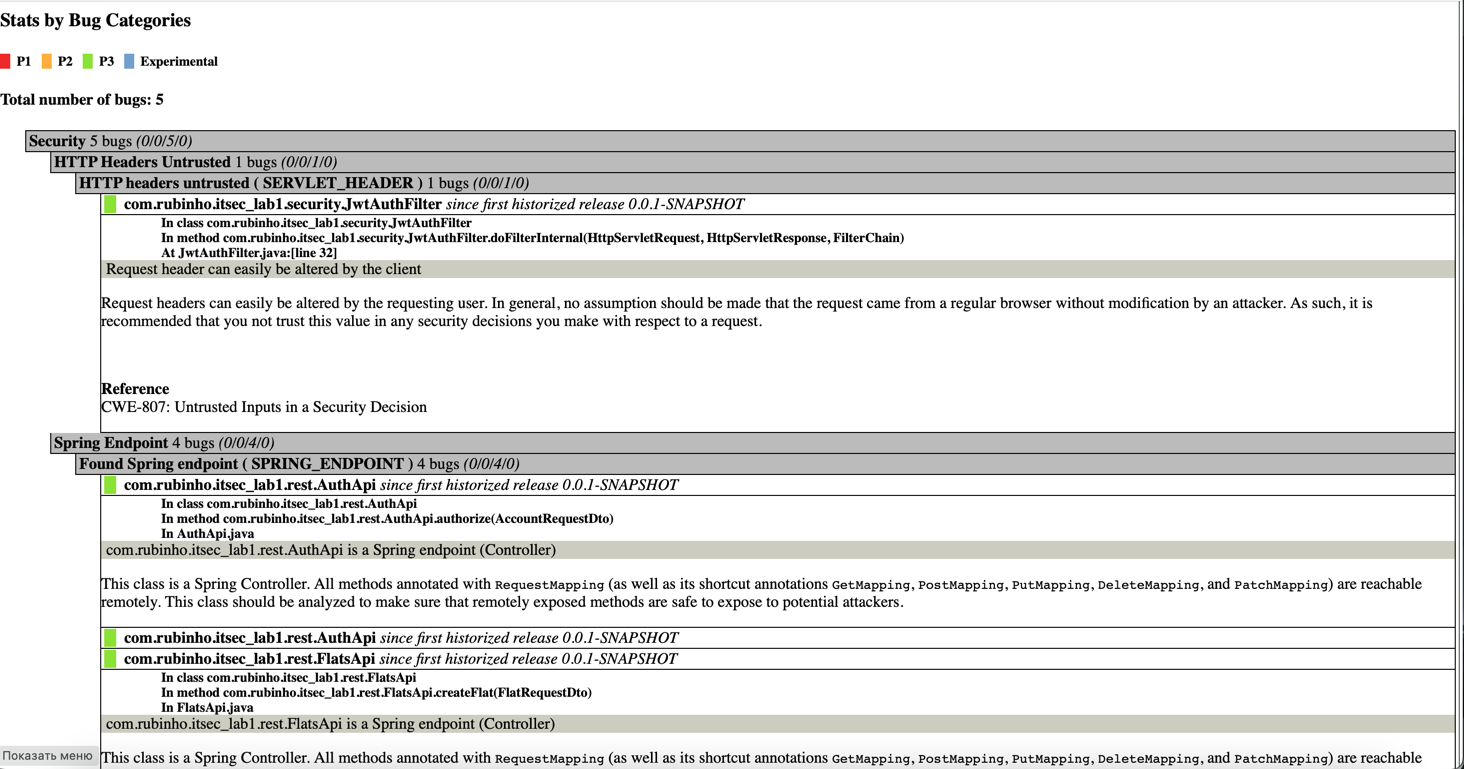 Stats by Bug Categories
P1 P2 P3 Experimental
Total number of bugs: 5
Security 5 bugs (0/0/5/0)
HTTP Headers Untrusted 1 bugs (0/0/1/0)
HTTP headers untrusted ( SERVLET_HEADER ) 1 bugs (0/0/1/0)
com.rubinho.itsec_lab1.security.JwtAuthFilter since first historized release 0.0.1-SNAPSHOT
In class com.rubinho.itsec_lab1.security.JwtAuthFilter
In method com.rubinho.itsec_lab1.security.JwtAuthFilter.doFilterInternal(HttpServletRequest, HttpServletResponse, FilterChain)
At JwtAuthFilter.java:[line 32]
Request header can easily be altered by the client
Request headers can easily be altered by the requesting user. In general, no assumption should be made that the request came from a regular browser without modification by an attacker. As such, it is
recommended that you not trust this value in any security decisions you make with respect to a request.
Reference
CWE-807: Untrusted Inputs in a Security Decision
Spring Endpoint 4 bugs (0/0/4/0)
Found Spring endpoint ( SPRING_ENDPOINT ) 4 bugs (0/0/4/0)
com.rubinho.itsec_lab1.rest.AuthApi since first historized release 0.0.1-SNAPSHOT
In class com.rubinho.itsec_lab1.rest.AuthApi
In method com.rubinho.itsec_lab1.rest.AuthApi.authorize(AccountRequestDto)
In AuthApi.java
com.rubinho.itsec_lab1.rest.AuthApi is a Spring endpoint (Controller)
This class is a Spring Controller. All methods annotated with RequestMapping (as well as its shortcut annotations GetMapping, PostMapping, PutMapping, DeleteMapping, and PatchMapping) are reachable
remotely. This class should be analyzed to make sure that remotely exposed methods are safe to expose to potential attackers.
com.rubinho.itsec_lab1.rest.AuthApi since first historized release 0.0.1-SNAPSHOT
com.rubinho.itsec_lab1.rest.FlatsApi since first historized release 0.0.1-SNAPSHOT
In class com.rubinho.itsec_lab1.rest.FlatsApi
In method com.rubinho.itsec_lab1.rest.FlatsApi.createFlat(FlatRequestDto)
In FlatsApi.java
com.rubinho.itsec_lab1.rest.FlatsApi is a Spring endpoint (Controller)
Показать меню
This class is a Spring Controller. All methods annotated with RequestMapping (as well as its shortcut annotations GetMapping, PostMapping, PutMapping, DeleteMapping, and PatchMapping) are reachable